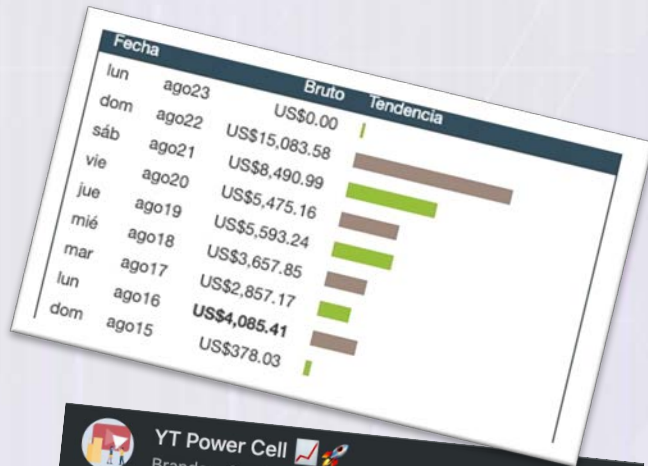 Fecha Bruto Tendencia
lun ago23 US$0.00
dom ago22 US$15,083.58
sáb ago21 US$8,490.99
vie ago20 US$5,475.16
jue ago19 US$5,593.24
mié ago18 US$3,657.85
mar ago17 US$2,857.17
lun ago16 US$4,085.41
dom ago15 US$378.03
YT Power Cell 📈🚀